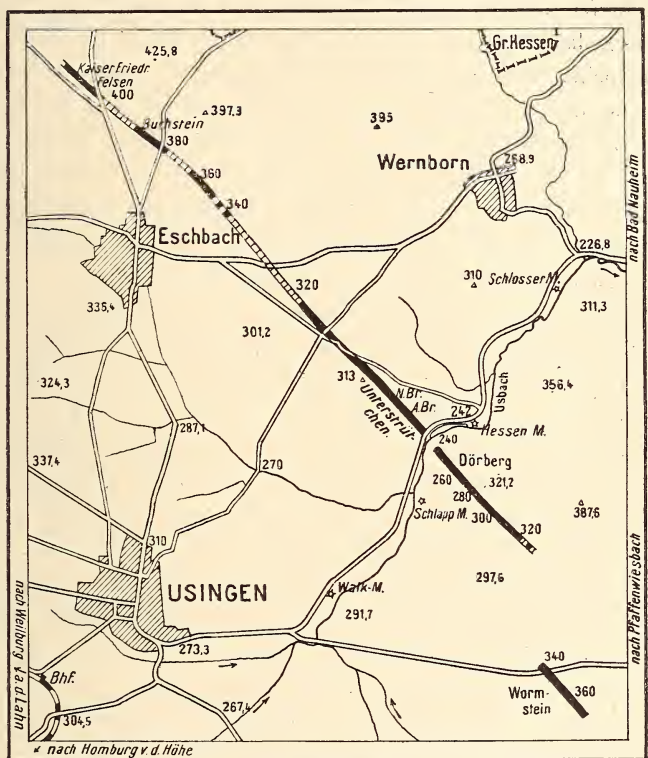 425,8
Gr. Hessen
Kaiser Friedr.
Felsen
400
397,3
395
Buchstein
380
Wernborn
268,9
360
340
nach Bad Nauheim
Eschbach
226,8
320
310
Schlosser M.
335,4
311,3
301,2
324,3
313
Unterstrüt-
chen.
N.Br.
A.Br.
242
Usbach
356,4
287,1
Hessen M.
240
Dörberg
337,4
270
260
321,2
280
Schlapp M.
300
320
387,6
310
nach Pfaffenwiesbach
297,6
USINGEN
Walk-M.
291,7
nach Weilburg v.a.d. Lahn
273,3
340
Bhf.
Worm-
stein
360
267,4
304,5
nach Homburg v. d. Höhe